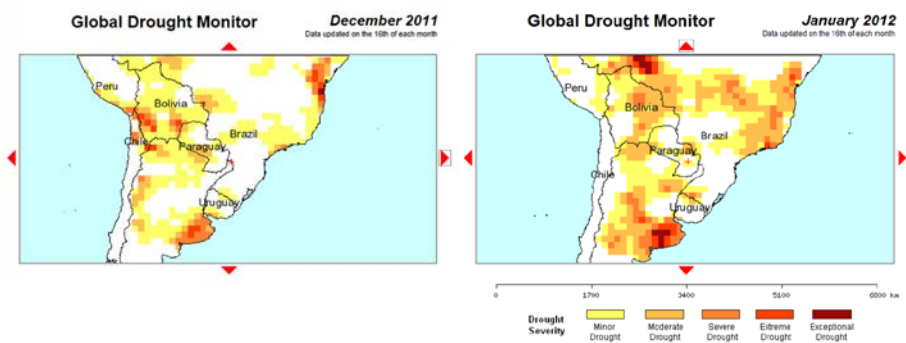 Global Drought Monitor
December 2011
Data updated on the 16th of each month
Peru
Bolivia
Brazil
Chile
Paraguay
Uruguay
Global Drought Monitor
January 2012
Data updated on the 16th of each month
Peru
Bolivia
Brazil
Paraguay
Chile
Uruguay
0 1700 3400 5100 6800 km
Drought Severity
Minor Drought
Moderate Drought
Severe Drought
Extreme Drought
Exceptional Drought